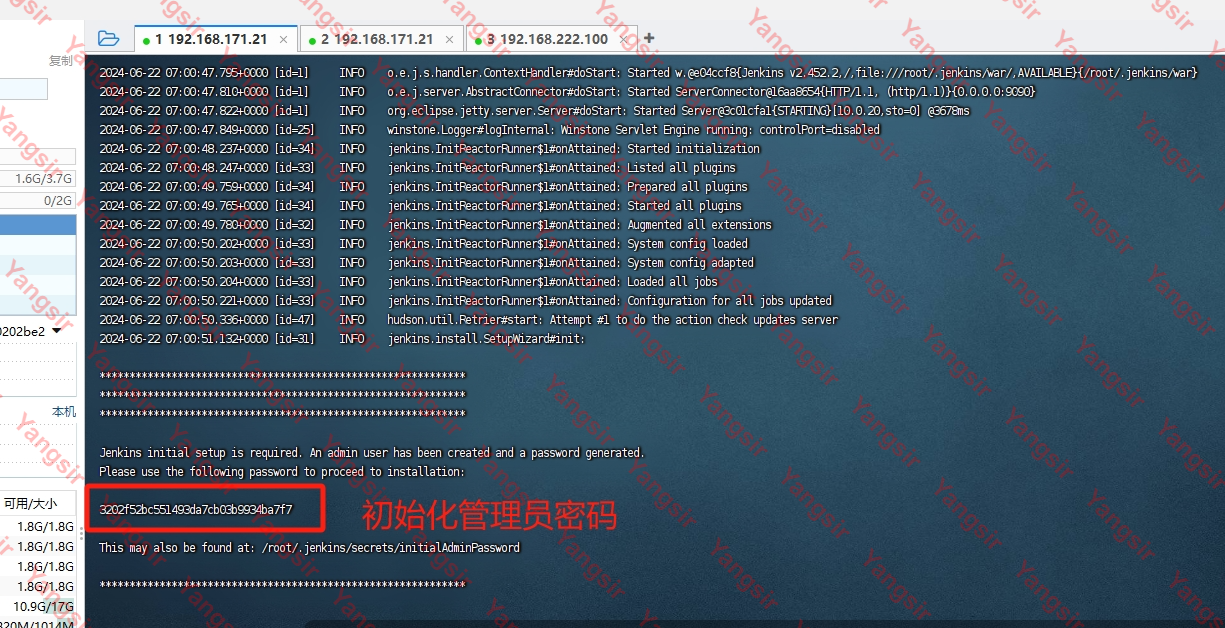 1 192.168.171.21 × 2 192.168.171.21 × 3 192.168.222.100 × +
复制
1.6G/3.7G
0/2G
0202be2
本机
可用/大小
1.8G/1.8G
1.8G/1.8G
1.8G/1.8G
1.8G/1.8G
10.9G/17G
820M/1014M
2024-06-22 07:00:47.795+0000 [id=1] INFO o.e.j.s.handler.ContextHandler#doStart: Started w.@e04ccf8{Jenkins v2.452.2,/,file:///root/.jenkins/war/,AVAILABLE}{/root/.jenkins/war}
2024-06-22 07:00:47.810+0000 [id=1] INFO o.e.j.server.AbstractConnector#doStart: Started ServerConnector@16aa8654{HTTP/1.1, (http/1.1)}{0.0.0.0:9090}
2024-06-22 07:00:47.822+0000 [id=1] INFO org.eclipse.jetty.server.Server#doStart: Started Server@3c01cfa1{STARTING}[10.0.20,sto=0] @3678ms
2024-06-22 07:00:47.849+0000 [id=25] INFO winstone.Logger#logInternal: Winstone Servlet Engine running: controlPort=disabled
2024-06-22 07:00:48.237+0000 [id=34] INFO jenkins.InitReactorRunner$1#onAttained: Started initialization
2024-06-22 07:00:48.247+0000 [id=33] INFO jenkins.InitReactorRunner$1#onAttained: Listed all plugins
2024-06-22 07:00:49.759+0000 [id=34] INFO jenkins.InitReactorRunner$1#onAttained: Prepared all plugins
2024-06-22 07:00:49.765+0000 [id=34] INFO jenkins.InitReactorRunner$1#onAttained: Started all plugins
2024-06-22 07:00:49.780+0000 [id=32] INFO jenkins.InitReactorRunner$1#onAttained: Augmented all extensions
2024-06-22 07:00:50.202+0000 [id=33] INFO jenkins.InitReactorRunner$1#onAttained: System config loaded
2024-06-22 07:00:50.203+0000 [id=33] INFO jenkins.InitReactorRunner$1#onAttained: System config adapted
2024-06-22 07:00:50.204+0000 [id=33] INFO jenkins.InitReactorRunner$1#onAttained: Loaded all jobs
2024-06-22 07:00:50.221+0000 [id=33] INFO jenkins.InitReactorRunner$1#onAttained: Configuration for all jobs updated
2024-06-22 07:00:50.336+0000 [id=47] INFO hudson.util.Retrier#start: Attempt #1 to do the action check updates server
2024-06-22 07:00:51.132+0000 [id=31] INFO jenkins.install.SetupWizard#init:
*************************************************************
*************************************************************
*************************************************************
Jenkins initial setup is required. An admin user has been created and a password generated.
Please use the following password to proceed to installation:
3202f52bc551493da7cb03b9934ba7f7 初始化管理员密码
This may also be found at: /root/.jenkins/secrets/initialAdminPassword
*************************************************************
Yangsir